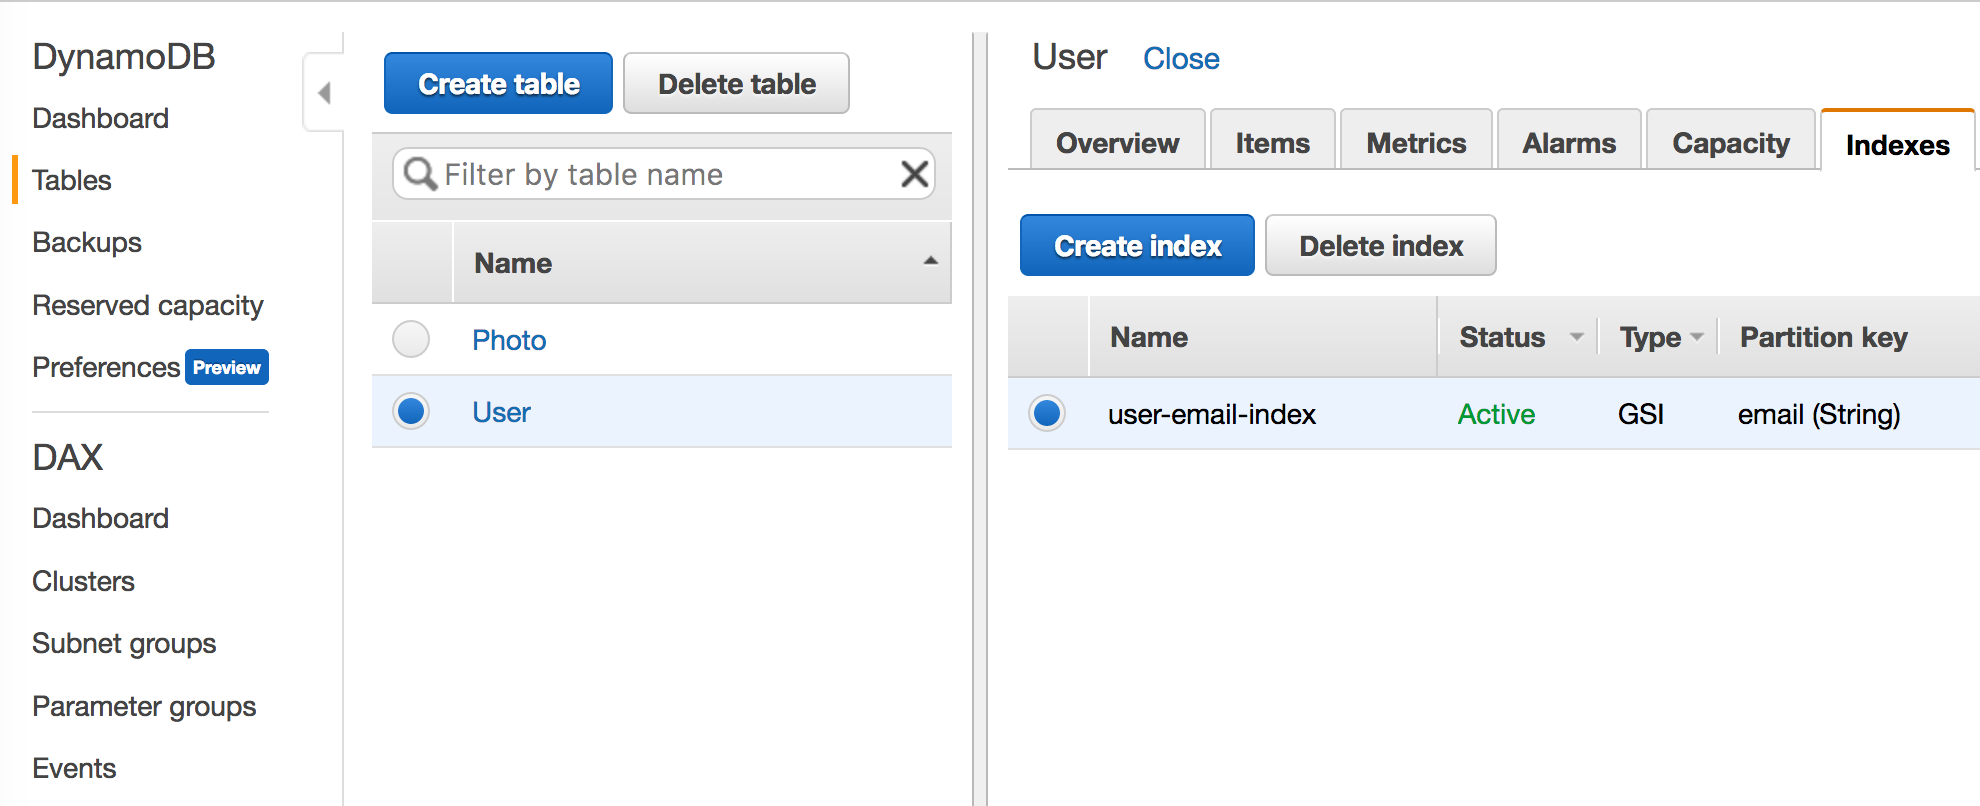 DynamoDB
Dashboard
Tables
Backups
Reserved capacity
Preferences Preview
DAX
Dashboard
Clusters
Subnet groups
Parameter groups
Events
Create table Delete table
Filter by table name
Name
Photo
User
User Close
Overview Items Metrics Alarms Capacity Indexes
Create index Delete index
Name Status Type Partition key
user-email-index Active GSI email (String)